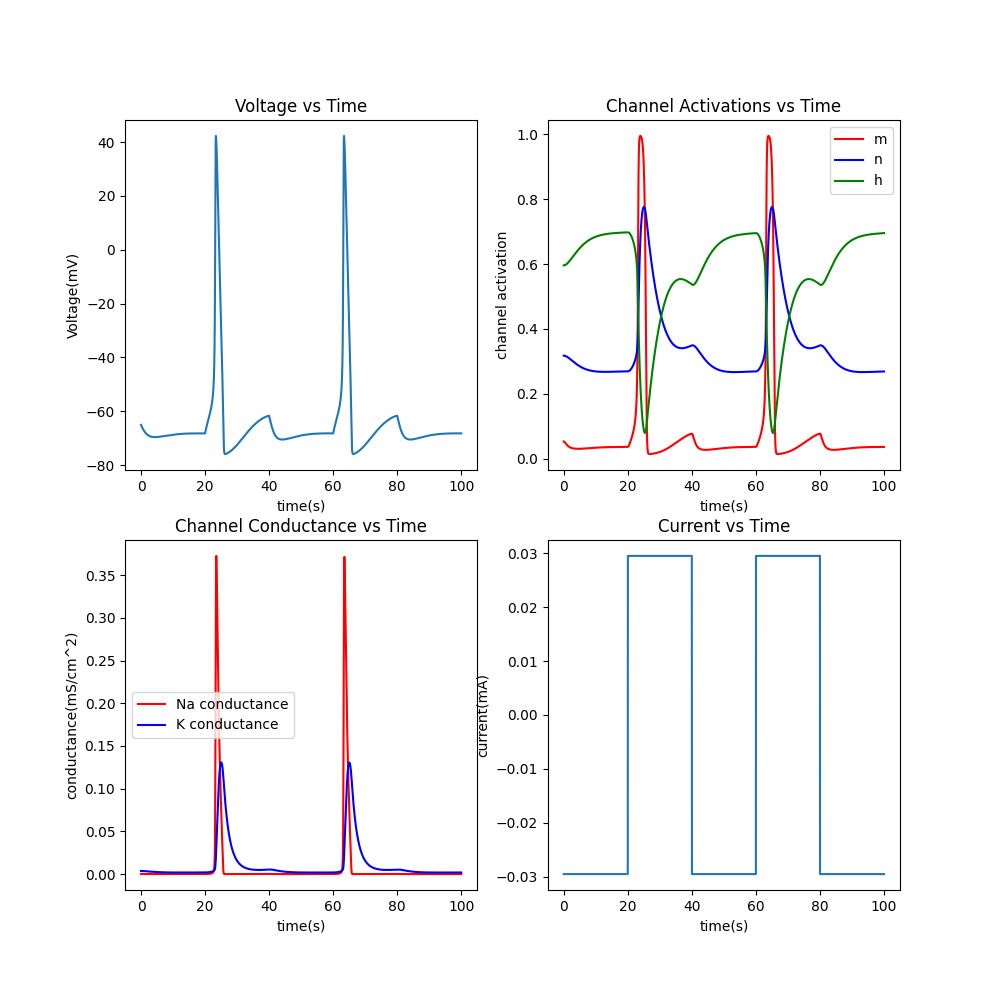 Voltage vs Time
Voltage(mV)
40
20
0
−20
−40
−60
−80
0 20 40 60 80 100
time(s)
Channel Activations vs Time
channel activation
1.0
0.8
0.6
0.4
0.2
0.0
m
n
h
0 20 40 60 80 100
time(s)
Channel Conductance vs Time
conductance(mS/cm^2)
0.35
0.30
0.25
0.20
0.15
0.10
0.05
0.00
Na conductance
K conductance
0 20 40 60 80 100
time(s)
Current vs Time
current(mA)
0.03
0.02
0.01
0.00
−0.01
−0.02
−0.03
0 20 40 60 80 100
time(s)